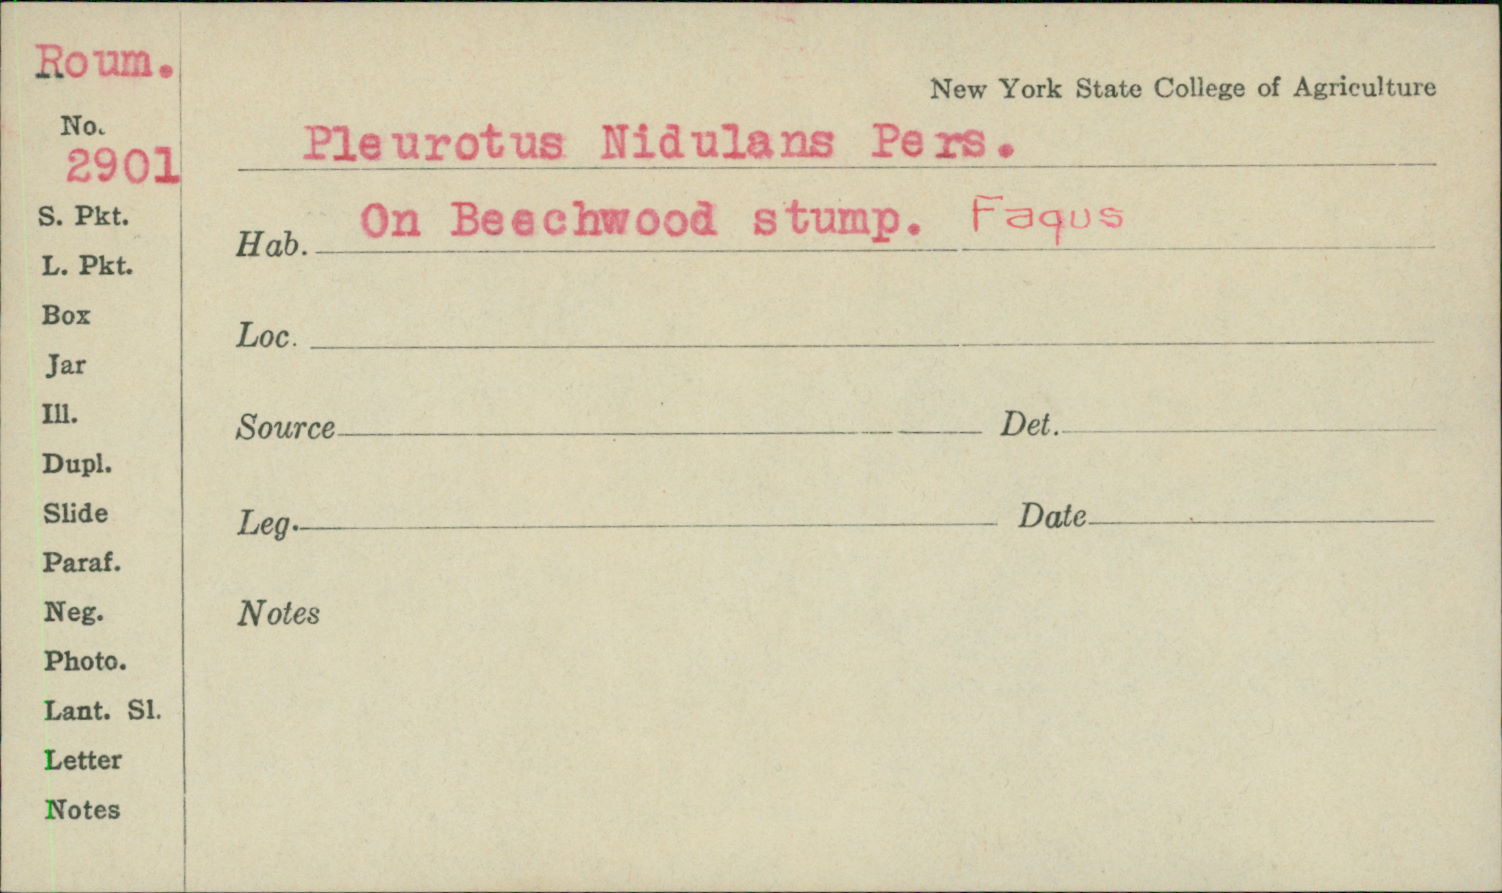 Roum.
New York State College of Agriculture
No.
2901
Pleurotus Nidulans Pers.
S. Pkt.
Hab. On Beechwood stump. Fagus
L. Pkt.
Box
Loc.
Jar
Ill.
Source Det.
Dupl.
Slide
Leg. Date
Paraf.
Neg.
Notes
Photo.
Lant. Sl.
Letter
Notes